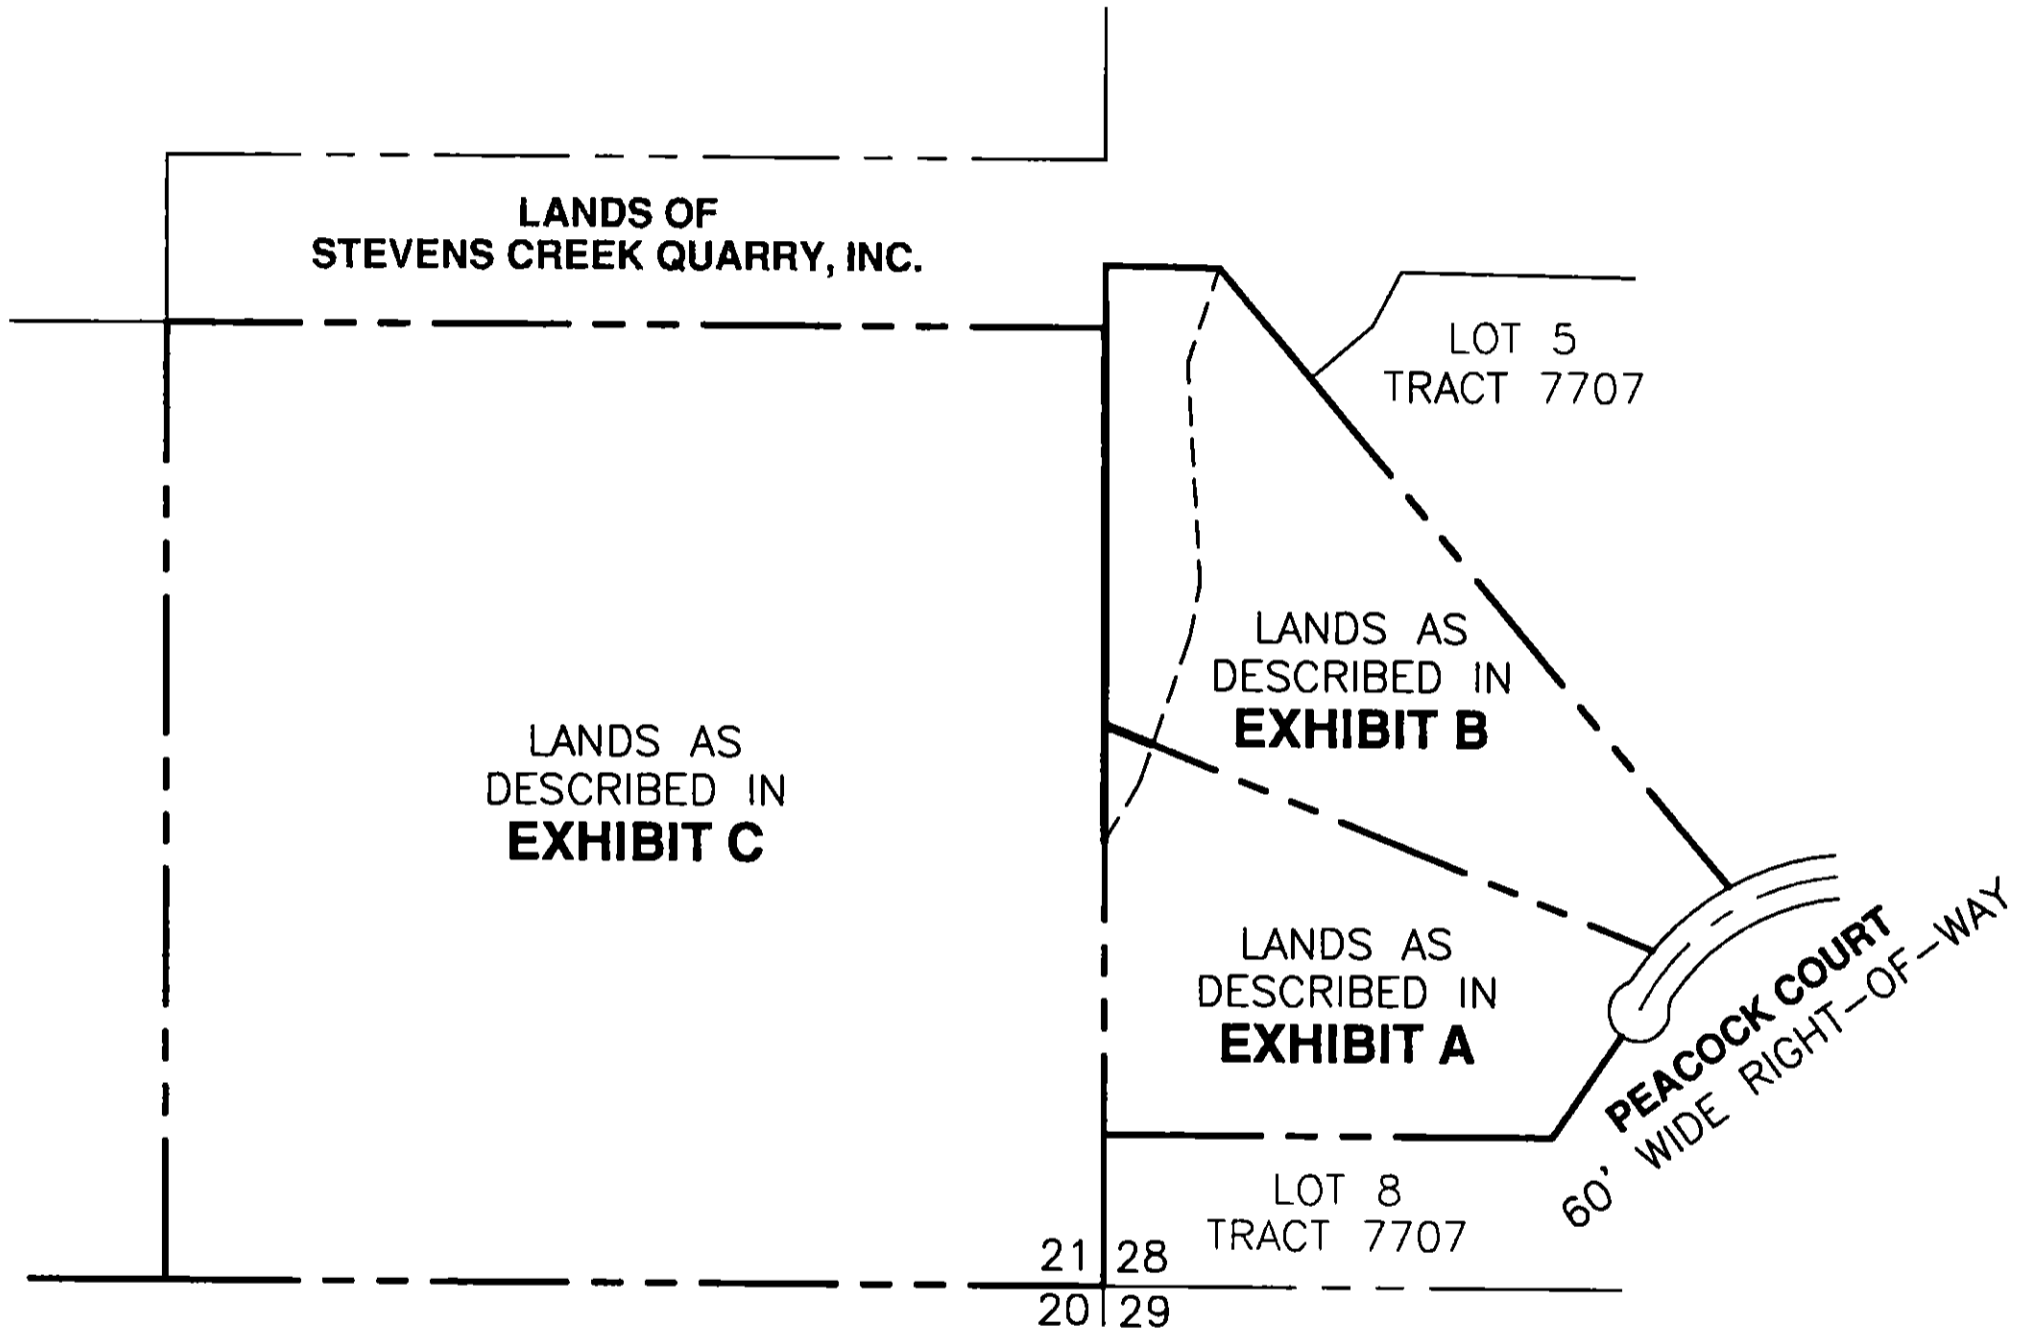 LANDS OF
STEVENS CREEK QUARRY, INC.
LOT 5
TRACT 7707
LANDS AS
DESCRIBED IN
EXHIBIT B
LANDS AS
DESCRIBED IN
EXHIBIT C
LANDS AS
DESCRIBED IN
EXHIBIT A
PEACOCK COURT
60' WIDE RIGHT-OF-WAY
LOT 8
TRACT 7707
21 28
20 29